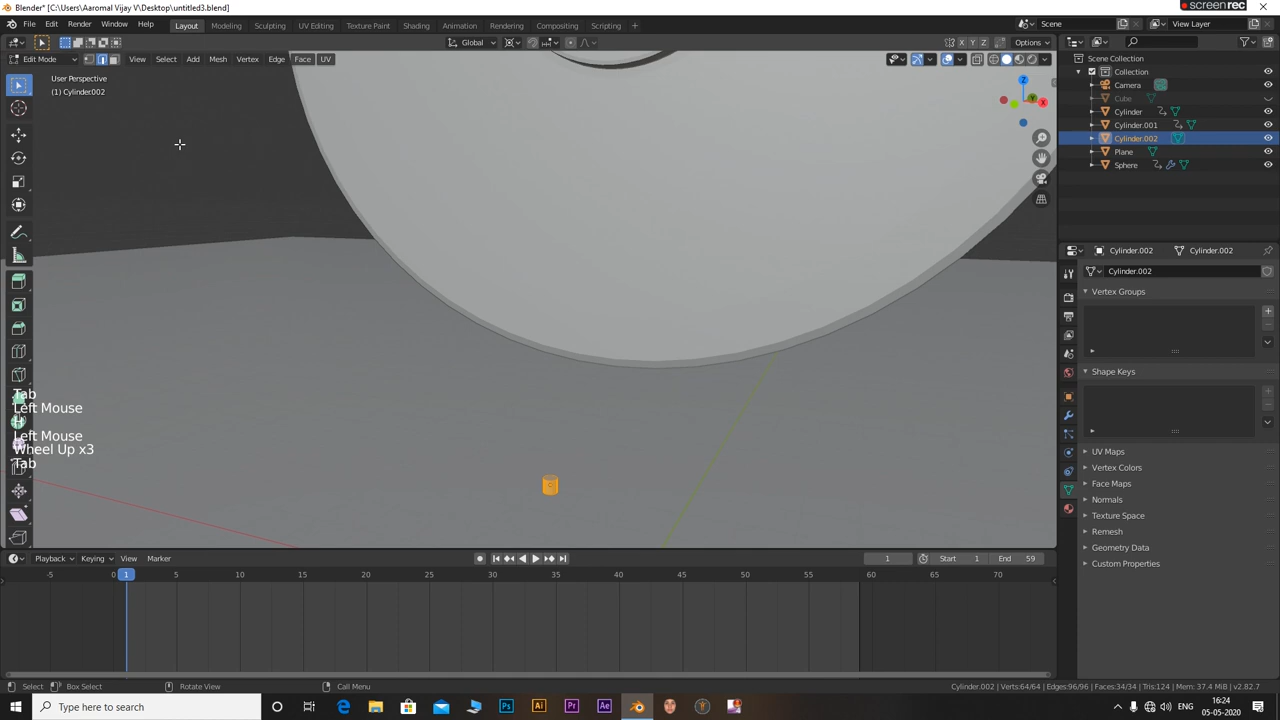 Blender* [C:\Users\Aaromal Vijay V\Desktop\untitled3.blend]
screenrec
File Edit Render Window Help Layout Modeling Sculpting UV Editing Texture Paint Shading Animation Rendering Compositing Scripting + Scene View Layer
Global X Y Z Options
Edit Mode View Select Add Mesh Vertex Edge Face UV
User Perspective
(1) Cylinder.002
Scene Collection
Collection
Camera
Cube
Cylinder
Cylinder.001
Cylinder.002
Plane
Sphere
Z
Y
X
Cylinder.002 Cylinder.002
Cylinder.002
Vertex Groups
Shape Keys
UV Maps
Vertex Colors
Face Maps
Normals
Texture Space
Remesh
Geometry Data
Custom Properties
Tab
Left Mouse
H
Left Mouse
Wheel Up x3
Tab
Playback Keying View Marker 1 Start 1 End 59
-5 0 1 5 10 15 20 25 30 35 40 45 50 55 60 65 70
Select Box Select Rotate View Call Menu Cylinder.002 | Verts:64/64 | Edges:96/96 | Faces:34/34 | Tris:124 | Mem: 37.4 MiB | v2.82.7
Type here to search
Ps Ai Pr Ae
ENG
16:24
05-05-2020